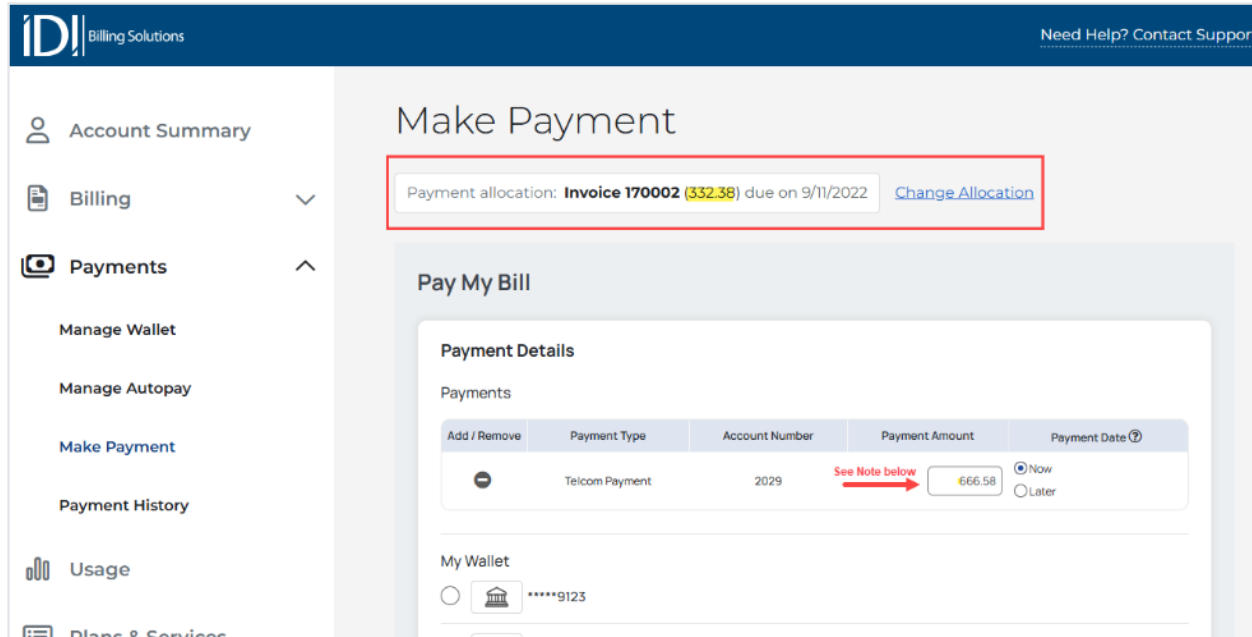 IDI Billing Solutions
Need Help? Contact Suppor
Account Summary
Billing
Payments
Manage Wallet
Manage Autopay
Make Payment
Payment History
Usage
Plans & Services
Make Payment
Payment allocation: Invoice 170002 (332.38) due on 9/11/2022 Change Allocation
Pay My Bill
Payment Details
Payments
Add / Remove Payment Type Account Number Payment Amount Payment Date ?
Telcom Payment 2029 See Note below 666.58 Now
Later
My Wallet
*****9123